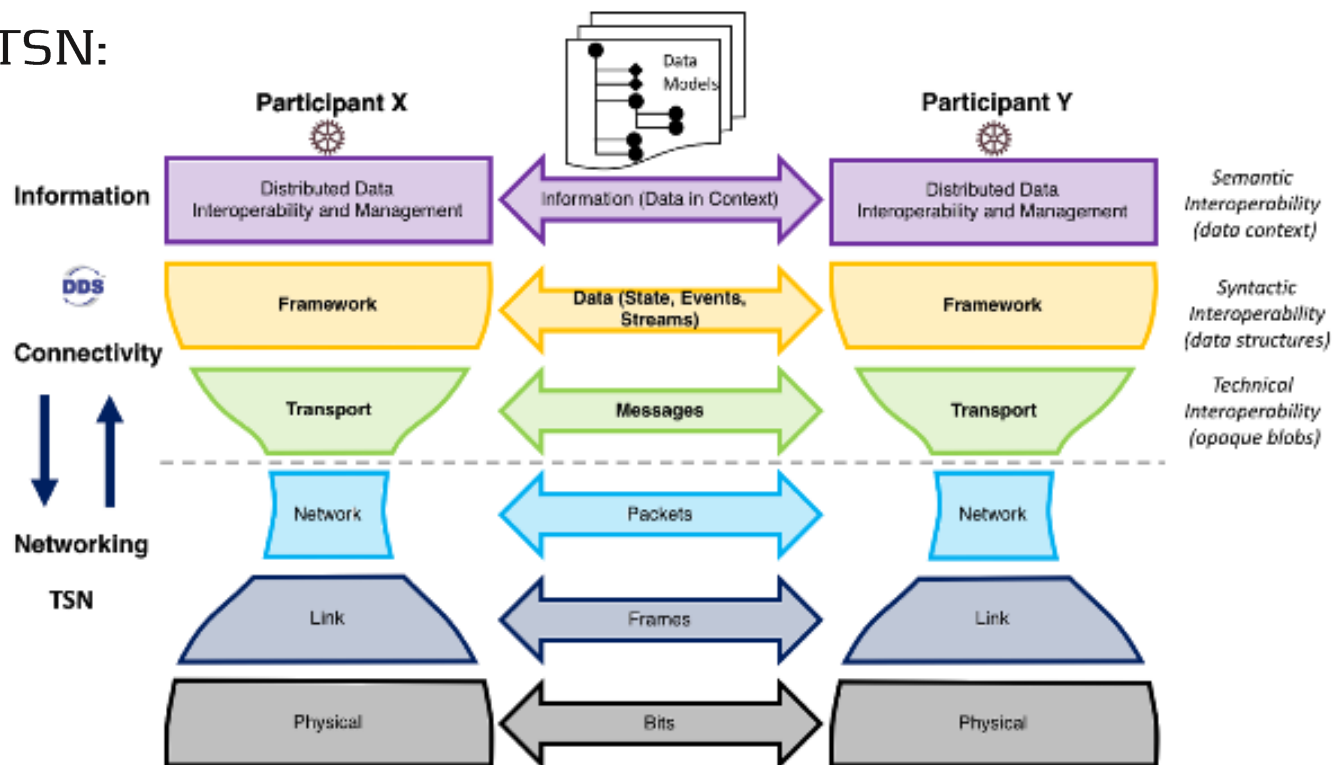 TSN:
Data
Models
Participant X
Participant Y
Information
Distributed Data
Interoperability and Management
Information (Data in Context)
Distributed Data
Interoperability and Management
Semantic
Interoperability
(data context)
DDS
Framework
Data (State, Events,
Streams)
Framework
Syntactic
Interoperability
(data structures)
Connectivity
Transport
Messages
Transport
Technical
Interoperability
(opaque blobs)
Network
Packets
Network
Networking
TSN
Link
Frames
Link
Physical
Bits
Physical